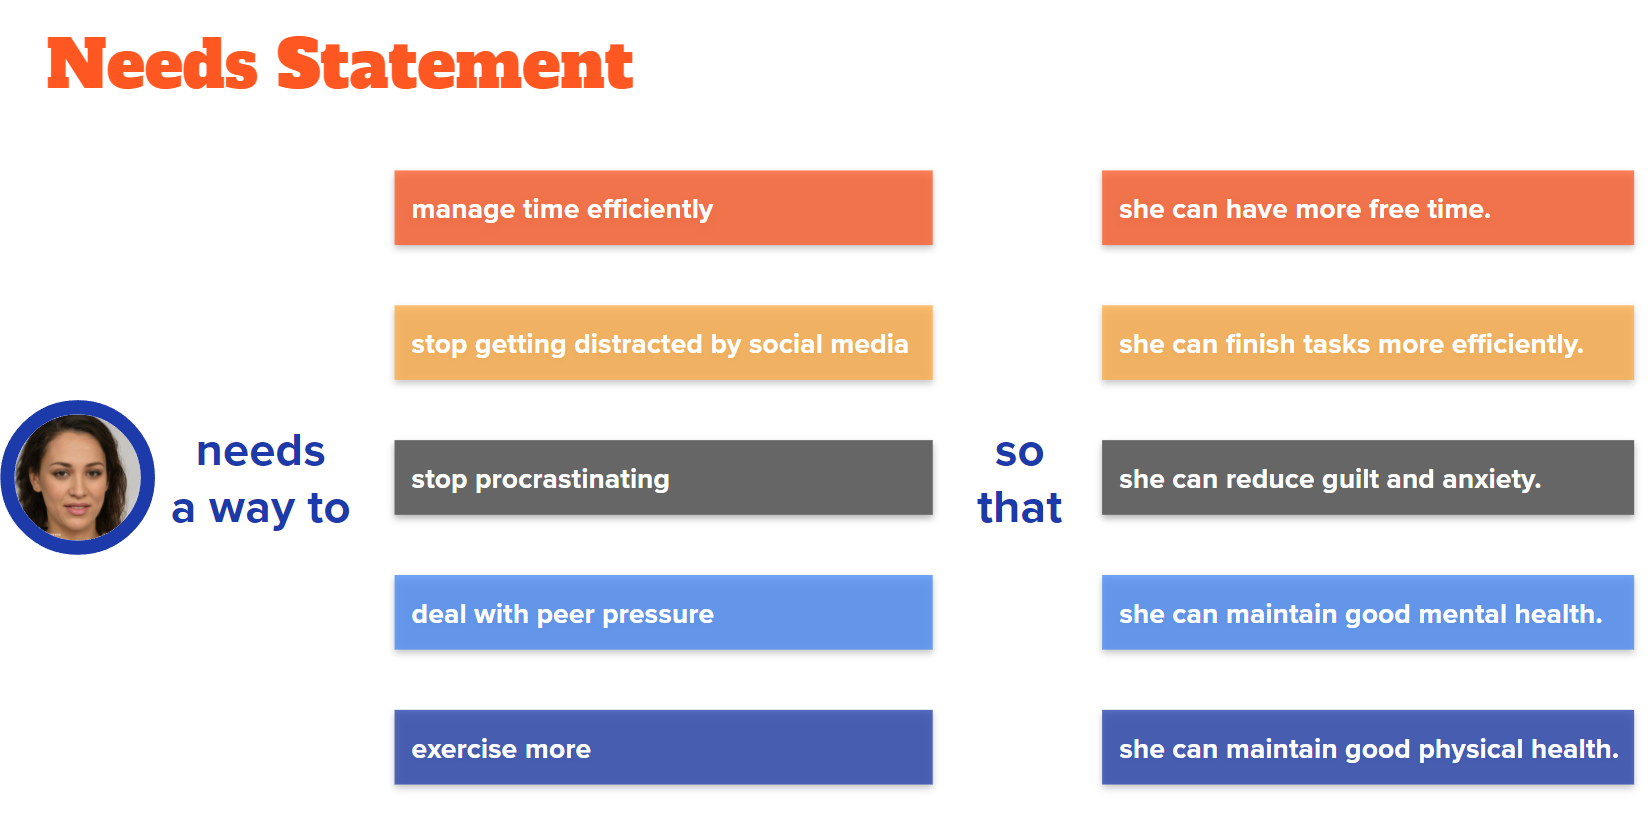 Needs Statement
manage time efficiently
she can have more free time.
stop getting distracted by social media
she can finish tasks more efficiently.
needs
a way to
stop procrastinating
so
that
she can reduce guilt and anxiety.
deal with peer pressure
she can maintain good mental health.
exercise more
she can maintain good physical health.